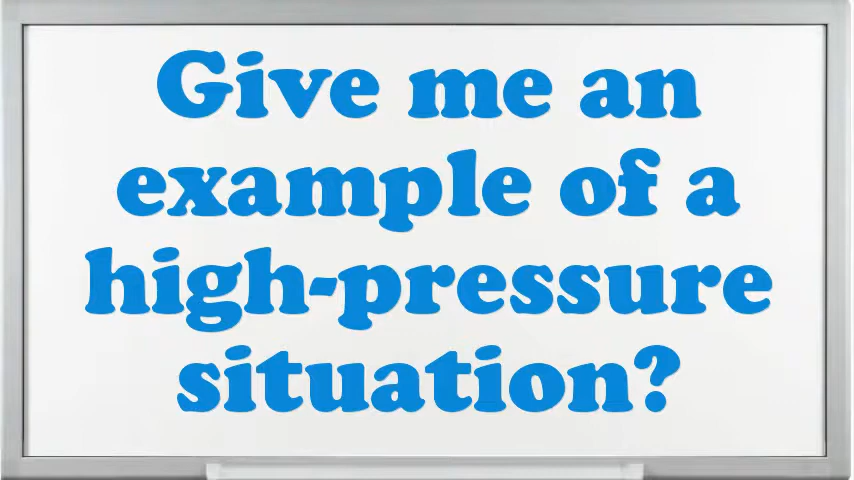 Give me an
example of a
high-pressure
situation?